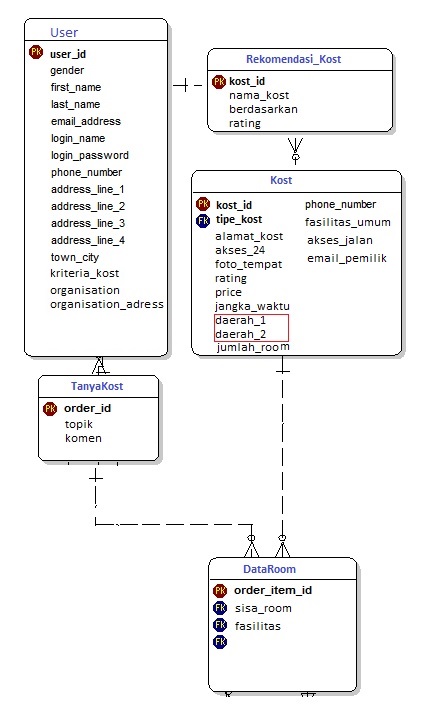 User
PK user_id
gender
first_name
last_name
email_address
login_name
login_password
phone_number
address_line_1
address_line_2
address_line_3
address_line_4
town_city
kriteria_kost
organisation
organisation_adress
Rekomendasi_Kost
PK kost_id
nama_kost
berdasarkan
rating
Kost
PK kost_id
FK tipe_kost
alamat_kost
akses_24
foto_tempat
rating
price
jangka_waktu
daerah_1
daerah_2
jumlah_room
phone_number
fasilitas_umum
akses_jalan
email_pemilik
TanyaKost
PK order_id
topik
komen
DataRoom
PK order_item_id
FK sisa_room
FK fasilitas
FK